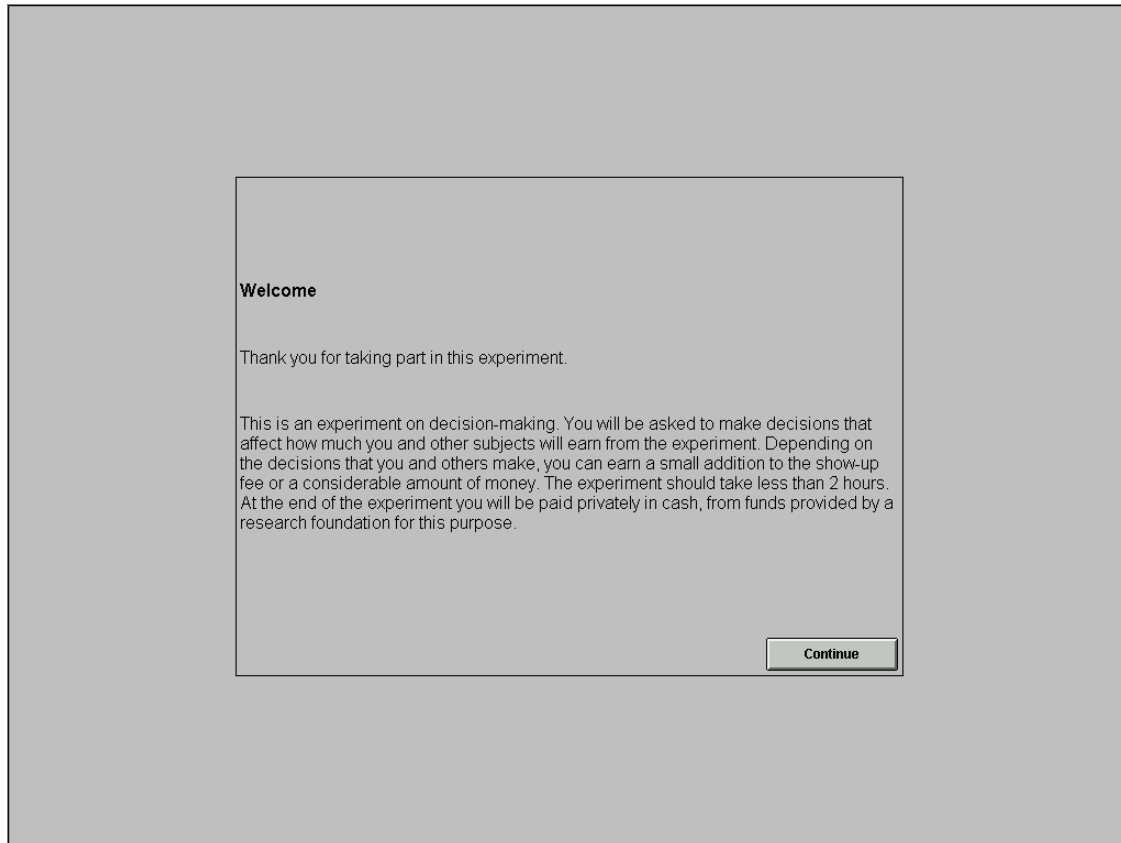 Welcome
Thank you for taking part in this experiment.
This is an experiment on decision-making. You will be asked to make decisions that
affect how much you and other subjects will earn from the experiment. Depending on
the decisions that you and others make, you can earn a small addition to the show-up
fee or a considerable amount of money. The experiment should take less than 2 hours.
At the end of the experiment you will be paid privately in cash, from funds provided by a
research foundation for this purpose.
Continue